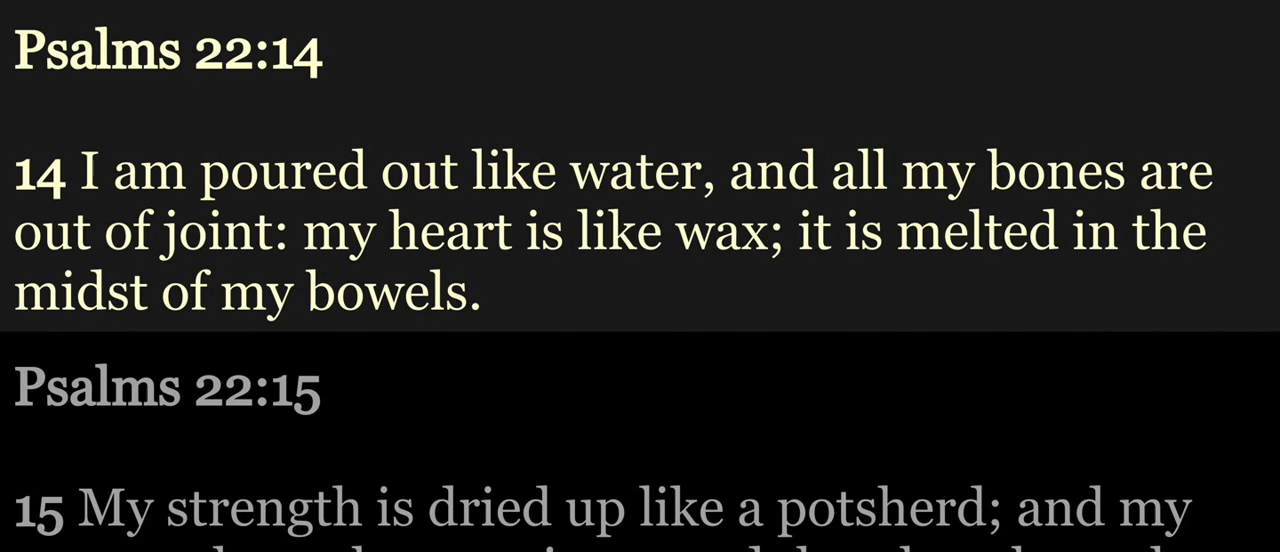 Psalms 22:14
14 I am poured out like water, and all my bones are
out of joint: my heart is like wax; it is melted in the
midst of my bowels.
Psalms 22:15
15 My strength is dried up like a potsherd; and my